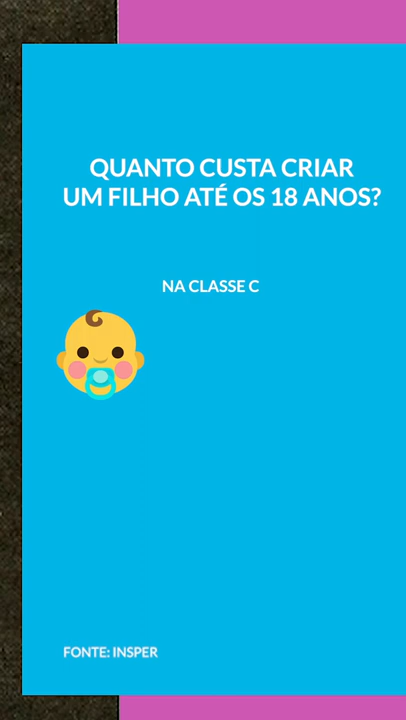 QUANTO CUSTA CRIAR
UM FILHO ATÉ OS 18 ANOS?
NA CLASSE C
FONTE: INSPER